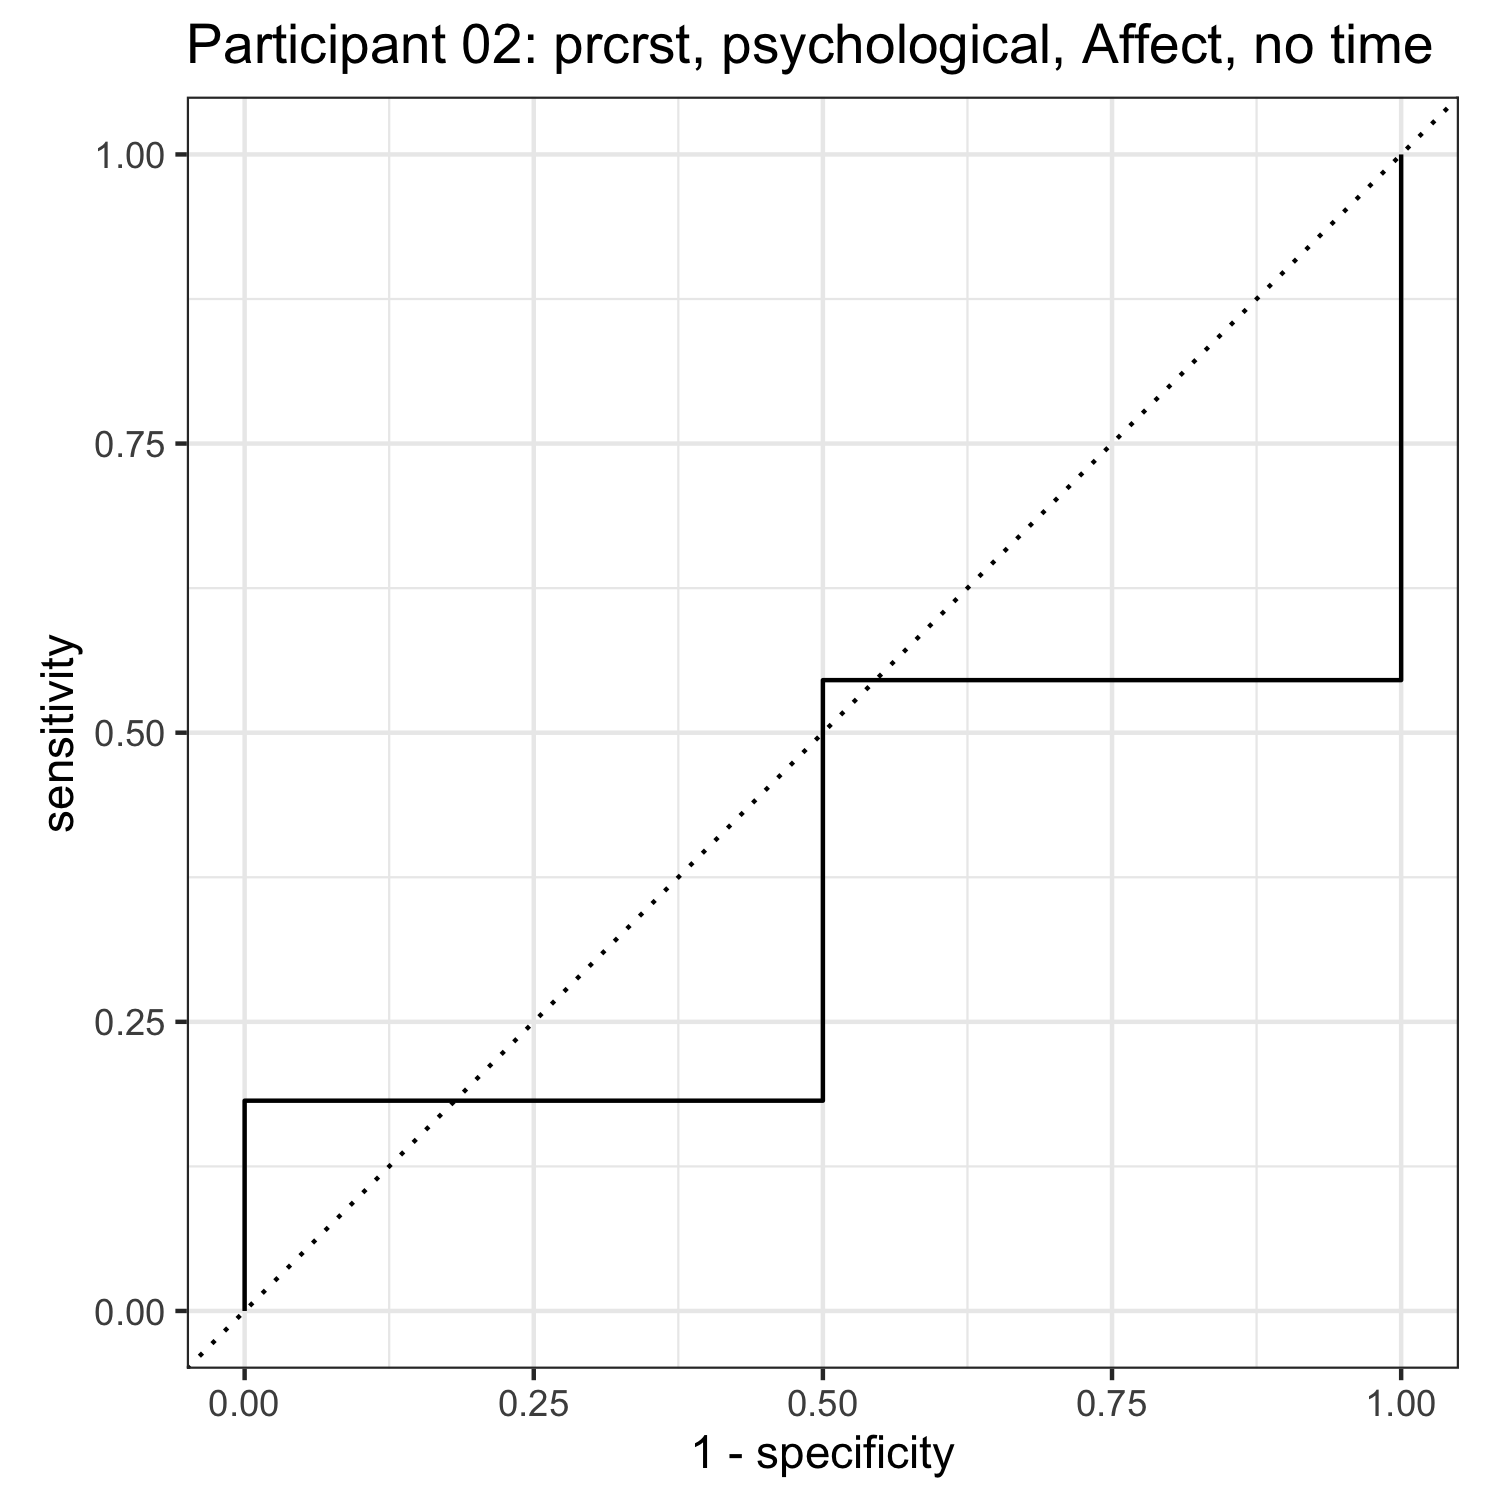 Participant 02: prcrst, psychological, Affect, no time
1.00
0.75
0.50
0.25
0.00
sensitivity
0.00 0.25 0.50 0.75 1.00
1 - specificity